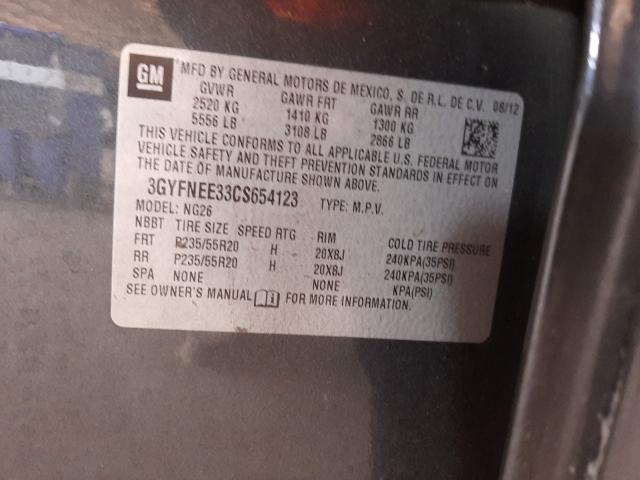 GM
*MFD BY GENERAL MOTORS DE MEXICO, S. DE R.L. DE C.V. 06/12
GVWR GAWR FRT GAWR RR
2520 KG 1410 KG 1300 KG
5556 LB 3108 LB 2866 LB
THIS VEHICLE CONFORMS TO ALL APPLICABLE U.S. FEDERAL MOTOR
VEHICLE SAFETY AND THEFT PREVENTION STANDARDS IN EFFECT ON
THE DATE OF MANUFACTURE SHOWN ABOVE.
3GYFNEE33CS654123 TYPE: M.P.V.
MODEL: NG26
NBBT TIRE SIZE SPEED RTG RIM COLD TIRE PRESSURE
FRT P235/55R20 H 20X8J 240KPA(35PSI)
RR P235/55R20 H 20X8J 240KPA(35PSI)
SPA NONE NONE KPA(PSI)
SEE OWNER'S MANUAL FOR MORE INFORMATION.